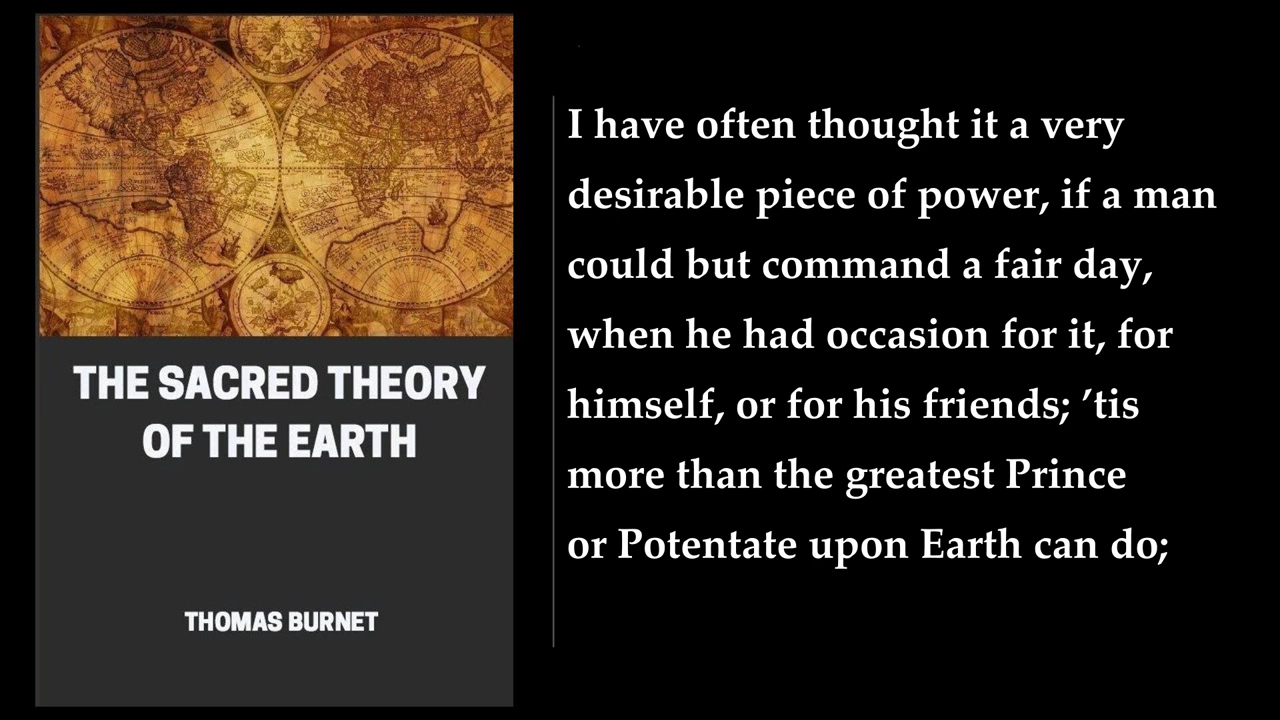 THE SACRED THEORY
OF THE EARTH
THOMAS BURNET
I have often thought it a very
desirable piece of power, if a man
could but command a fair day,
when he had occasion for it, for
himself, or for his friends; ’tis
more than the greatest Prince
or Potentate upon Earth can do;